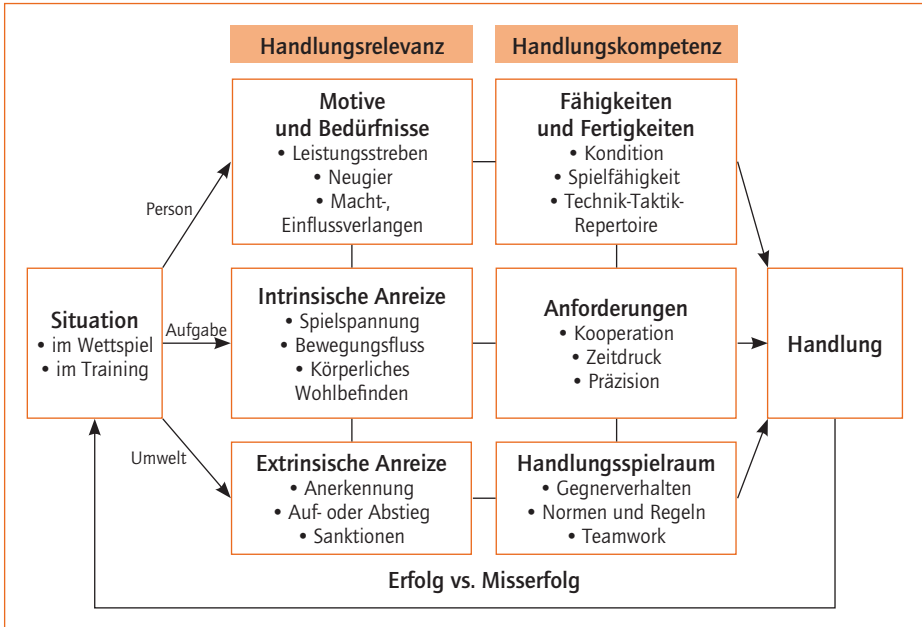 Handlungsrelevanz
Handlungskompetenz
Motive
und Bedürfnisse
• Leistungsstreben
• Neugier
• Macht-,
Einflussverlangen
Fähigkeiten
und Fertigkeiten
• Kondition
• Spielfähigkeit
• Technik-Taktik-
Repertoire
Person
Situation
• im Wettspiel
• im Training
Aufgabe
Intrinsische Anreize
• Spielspannung
• Bewegungsfluss
• Körperliches
Wohlbefinden
Anforderungen
• Kooperation
• Zeitdruck
• Präzision
Handlung
Umwelt
Extrinsische Anreize
• Anerkennung
• Auf- oder Abstieg
• Sanktionen
Handlungsspielraum
• Gegnerverhalten
• Normen und Regeln
• Teamwork
Erfolg vs. Misserfolg